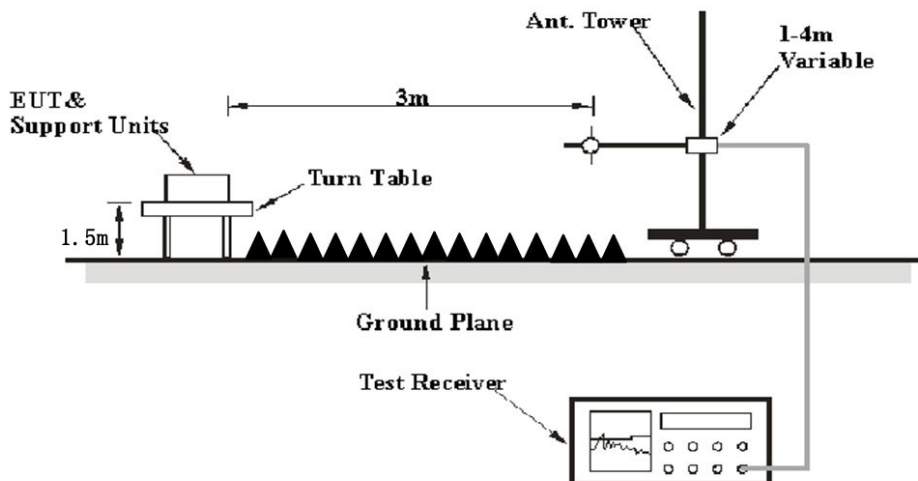 Ant. Tower
1-4m
Variable
EUT&
Support Units
3m
Turn Table
1.5m
Ground Plane
Test Receiver